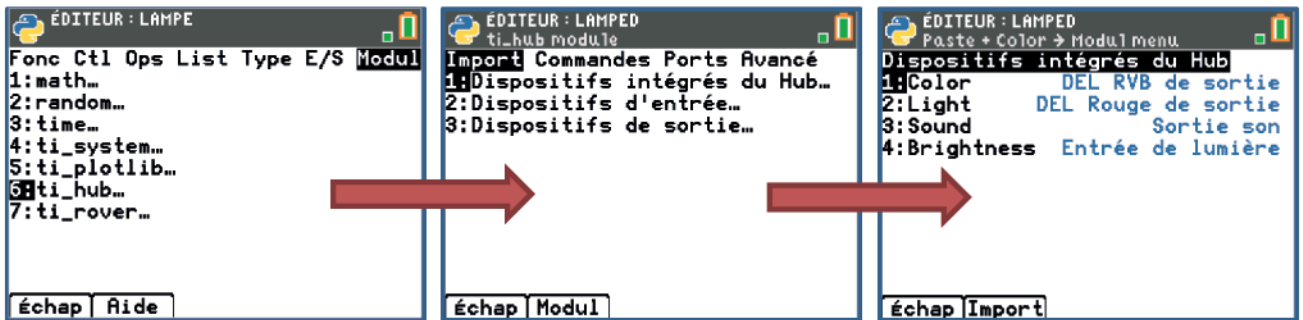 ÉDITEUR : LAMPE
Fonc Ctl Ops List Type E/S Modul
1:math…
2:random…
3:time…
4:ti_system…
5:ti_plotlib…
6:ti_hub…
7:ti_rover…
Échap Aide
ÉDITEUR : LAMPED
ti_hub module
Import Commandes Ports Avancé
1:Dispositifs intégrés du Hub…
2:Dispositifs d'entrée…
3:Dispositifs de sortie…
Échap Modul
ÉDITEUR : LAMPED
Paste + Color → Modul menu
Dispositifs intégrés du Hub
1:Color DEL RVB de sortie
2:Light DEL Rouge de sortie
3:Sound Sortie son
4:Brightness Entrée de lumière
Échap Import